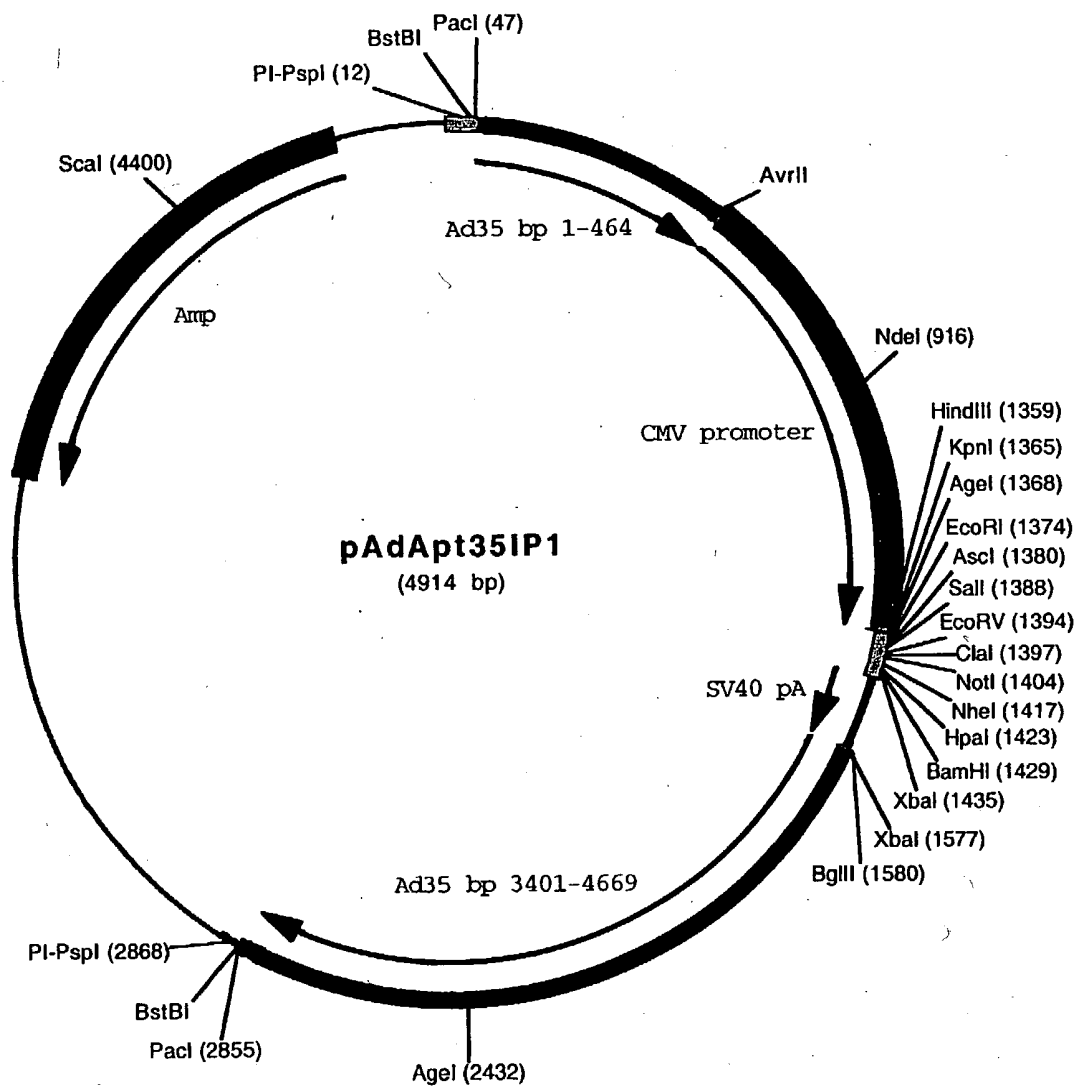 PacI (47)
BstBI
PI-PspI (12)
ScaI (4400)
AvrII
Ad35 bp 1-464
Amp
NdeI (916)
HindIII (1359)
CMV promoter
KpnI (1365)
AgeI (1368)
EcoRI (1374)
pAdApt35IP1
AscI (1380)
(4914 bp)
SalI (1388)
EcoRV (1394)
ClaI (1397)
NotI (1404)
SV40 pA
NheI (1417)
HpaI (1423)
BamHI (1429)
XbaI (1435)
XbaI (1577)
BglII (1580)
Ad35 bp 3401-4669
PI-PspI (2868)
BstBI
PacI (2855)
AgeI (2432)